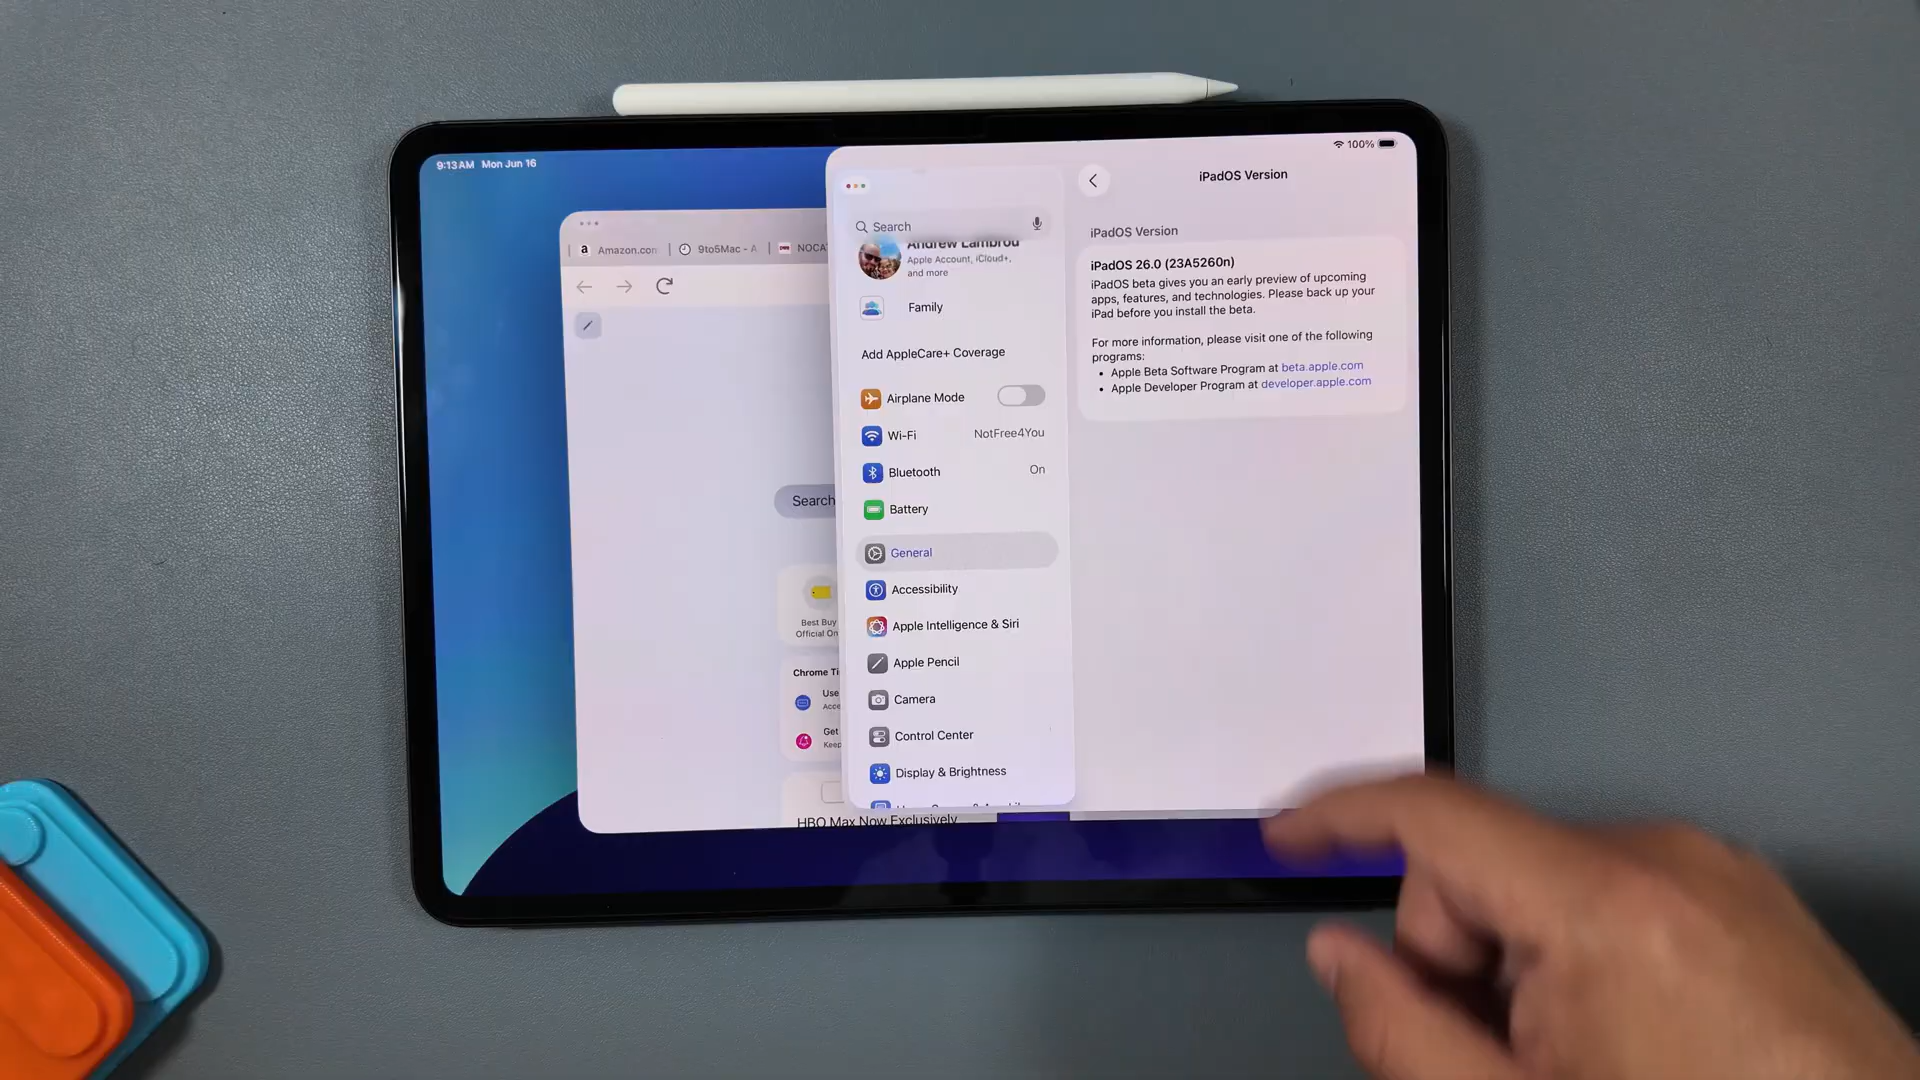 9:13 AM Mon Jun 16
100%
Amazon.con
9to5Mac - A
NOCA
Search
Best Buy
Official On
Chrome Ti
Use
Acce
Get
Keep
HBO Max Now Exclusively
Search
Andrew Lambrou
Apple Account, iCloud+,
and more
Family
Add AppleCare+ Coverage
Airplane Mode
Wi-Fi NotFree4You
Bluetooth On
Battery
General
Accessibility
Apple Intelligence & Siri
Apple Pencil
Camera
Control Center
Display & Brightness
iPadOS Version
iPadOS Version
iPadOS 26.0 (23A5260n)
iPadOS beta gives you an early preview of upcoming
apps, features, and technologies. Please back up your
iPad before you install the beta.
For more information, please visit one of the following
programs:
• Apple Beta Software Program at beta.apple.com
• Apple Developer Program at developer.apple.com